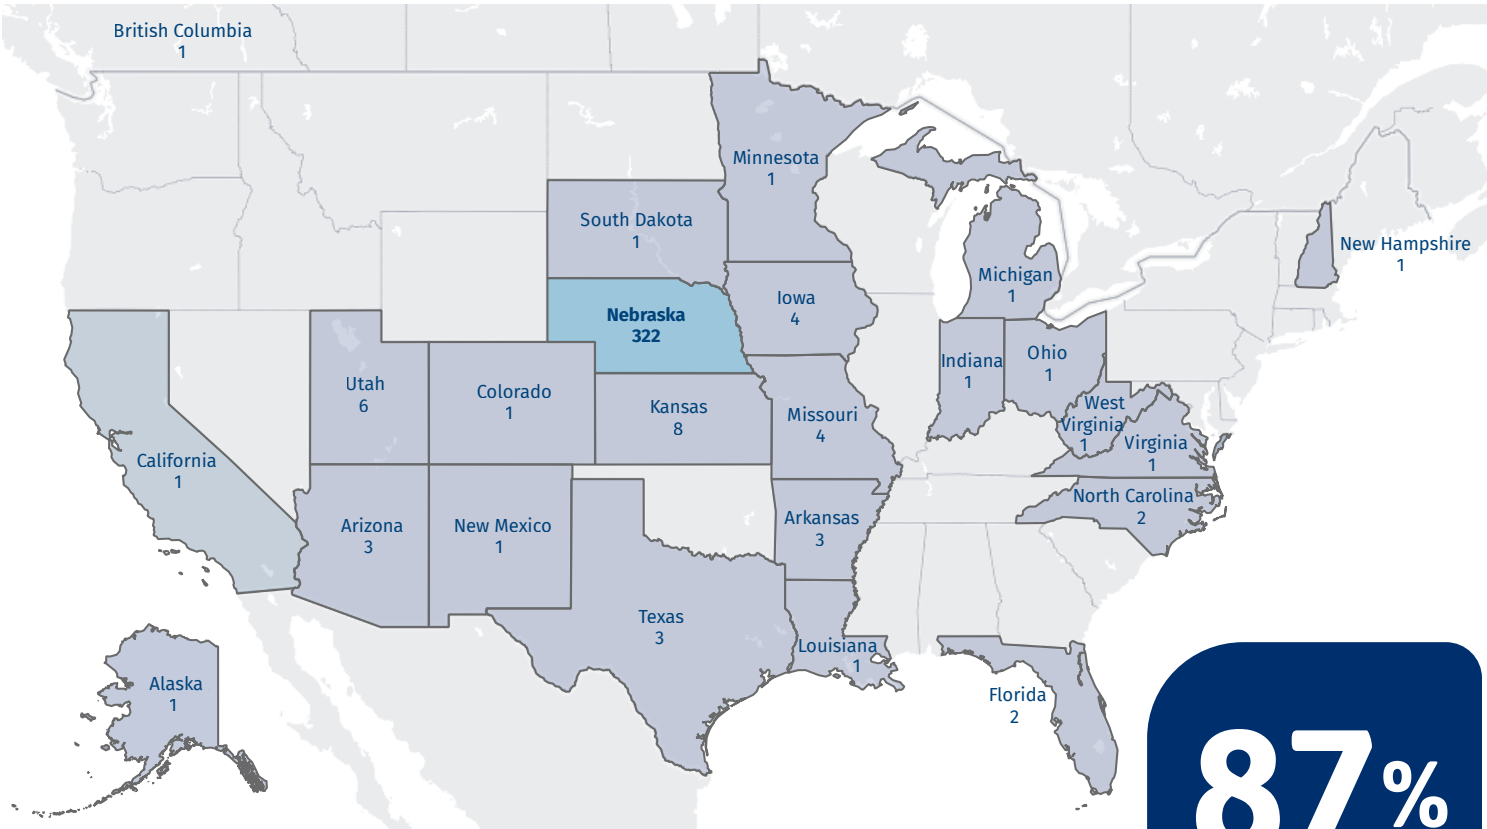 British Columbia
1
Minnesota
1
South Dakota
1
New Hampshire
1
Michigan
1
Iowa
4
Nebraska
322
Indiana
1
Ohio
1
Utah
6
Colorado
1
Kansas
8
Missouri
4
West
Virginia
1
Virginia
1
California
1
Arizona
3
New Mexico
1
Arkansas
3
North Carolina
2
Texas
3
Louisiana
1
Alaska
1
Florida
2
87%